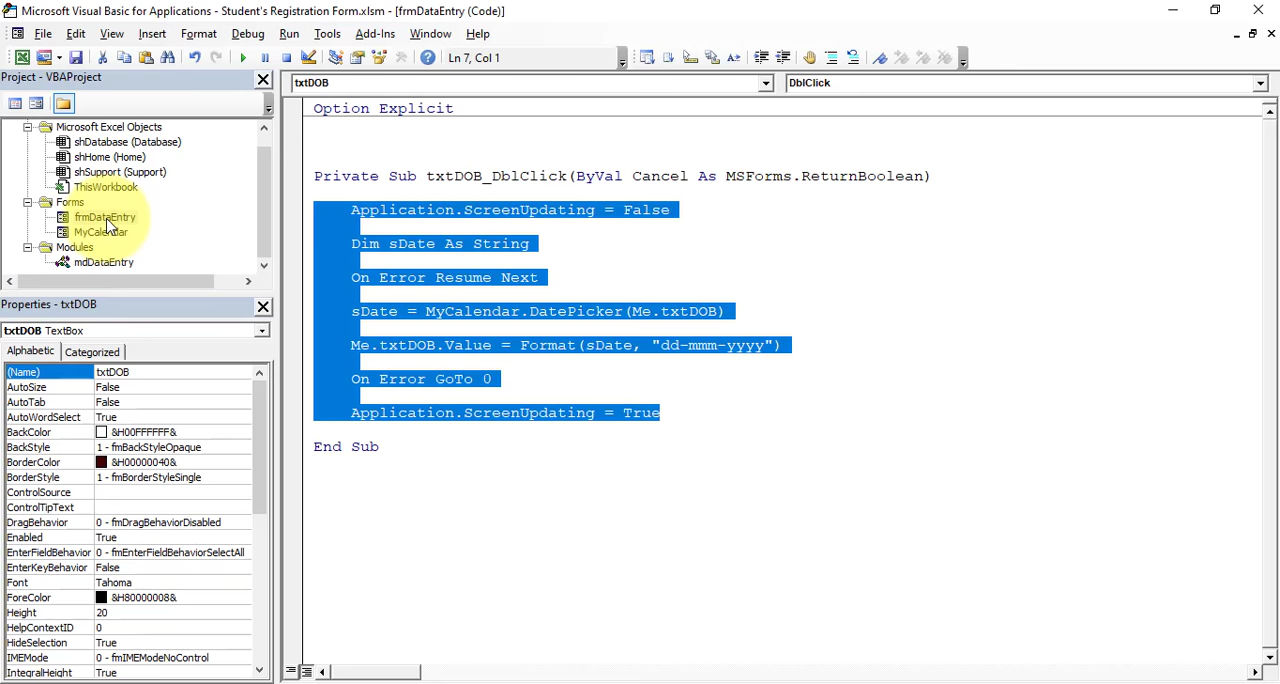 Microsoft Visual Basic for Applications - Student's Registration Form.xlsm - [frmDataEntry (Code)]
File Edit View Insert Format Debug Run Tools Add-Ins Window Help
Ln 7, Col 1
Project - VBAProject
Microsoft Excel Objects
shDatabase (Database)
shHome (Home)
shSupport (Support)
ThisWorkbook
Forms
frmDataEntry
MyCalendar
Modules
mdDataEntry
Properties - txtDOB
txtDOB TextBox
Alphabetic Categorized
(Name) txtDOB
AutoSize False
AutoTab False
AutoWordSelect True
BackColor &H00FFFFFF&
BackStyle 1 - fmBackStyleOpaque
BorderColor &H00000040&
BorderStyle 1 - fmBorderStyleSingle
ControlSource
ControlTipText
DragBehavior 0 - fmDragBehaviorDisabled
Enabled True
EnterFieldBehavior 0 - fmEnterFieldBehaviorSelectAll
EnterKeyBehavior False
Font Tahoma
ForeColor &H80000008&
Height 20
HelpContextID 0
HideSelection True
IMEMode 0 - fmIMEModeNoControl
IntegralHeight True
txtDOB DblClick
Option Explicit
Private Sub txtDOB_DblClick(ByVal Cancel As MSForms.ReturnBoolean)
Application.ScreenUpdating = False
Dim sDate As String
On Error Resume Next
sDate = MyCalendar.DatePicker(Me.txtDOB)
Me.txtDOB.Value = Format(sDate, "dd-mmm-yyyy")
On Error GoTo 0
Application.ScreenUpdating = True
End Sub